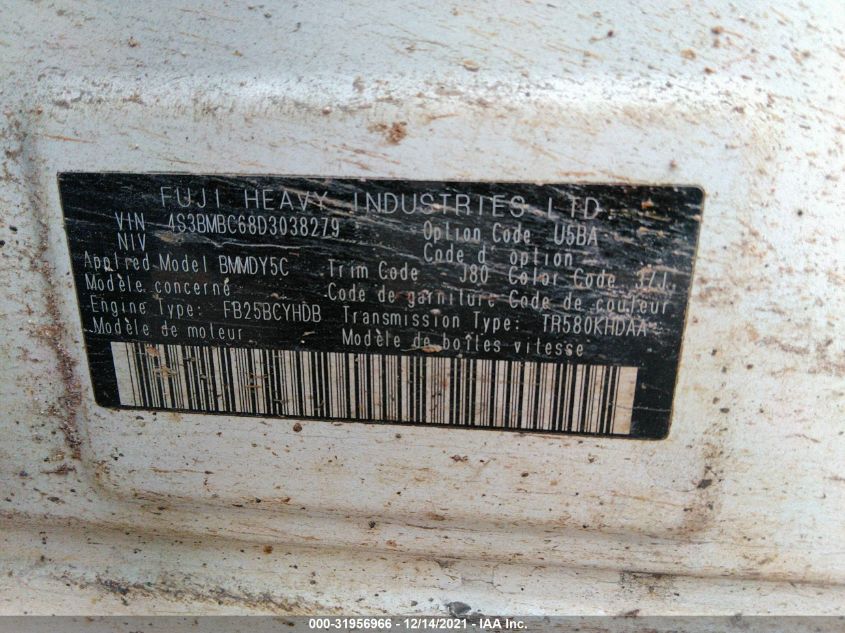 FUJI HEAVY INDUSTRIES LTD.
VIN 4S3BMBC68D3038279 Option Code U5BA
NIV Code d' option
Applred Model BMMDY5C Trim Code J80 Color Code 37J
Modèle concerné Code de garniture Code de couleur
Engine Type: FB25BCYHDB Transmission Type: TR580KHDAA
Modèle de moteur Modèle de boîtes vitesse
000-31956966 - 12/14/2021 - IAA Inc.